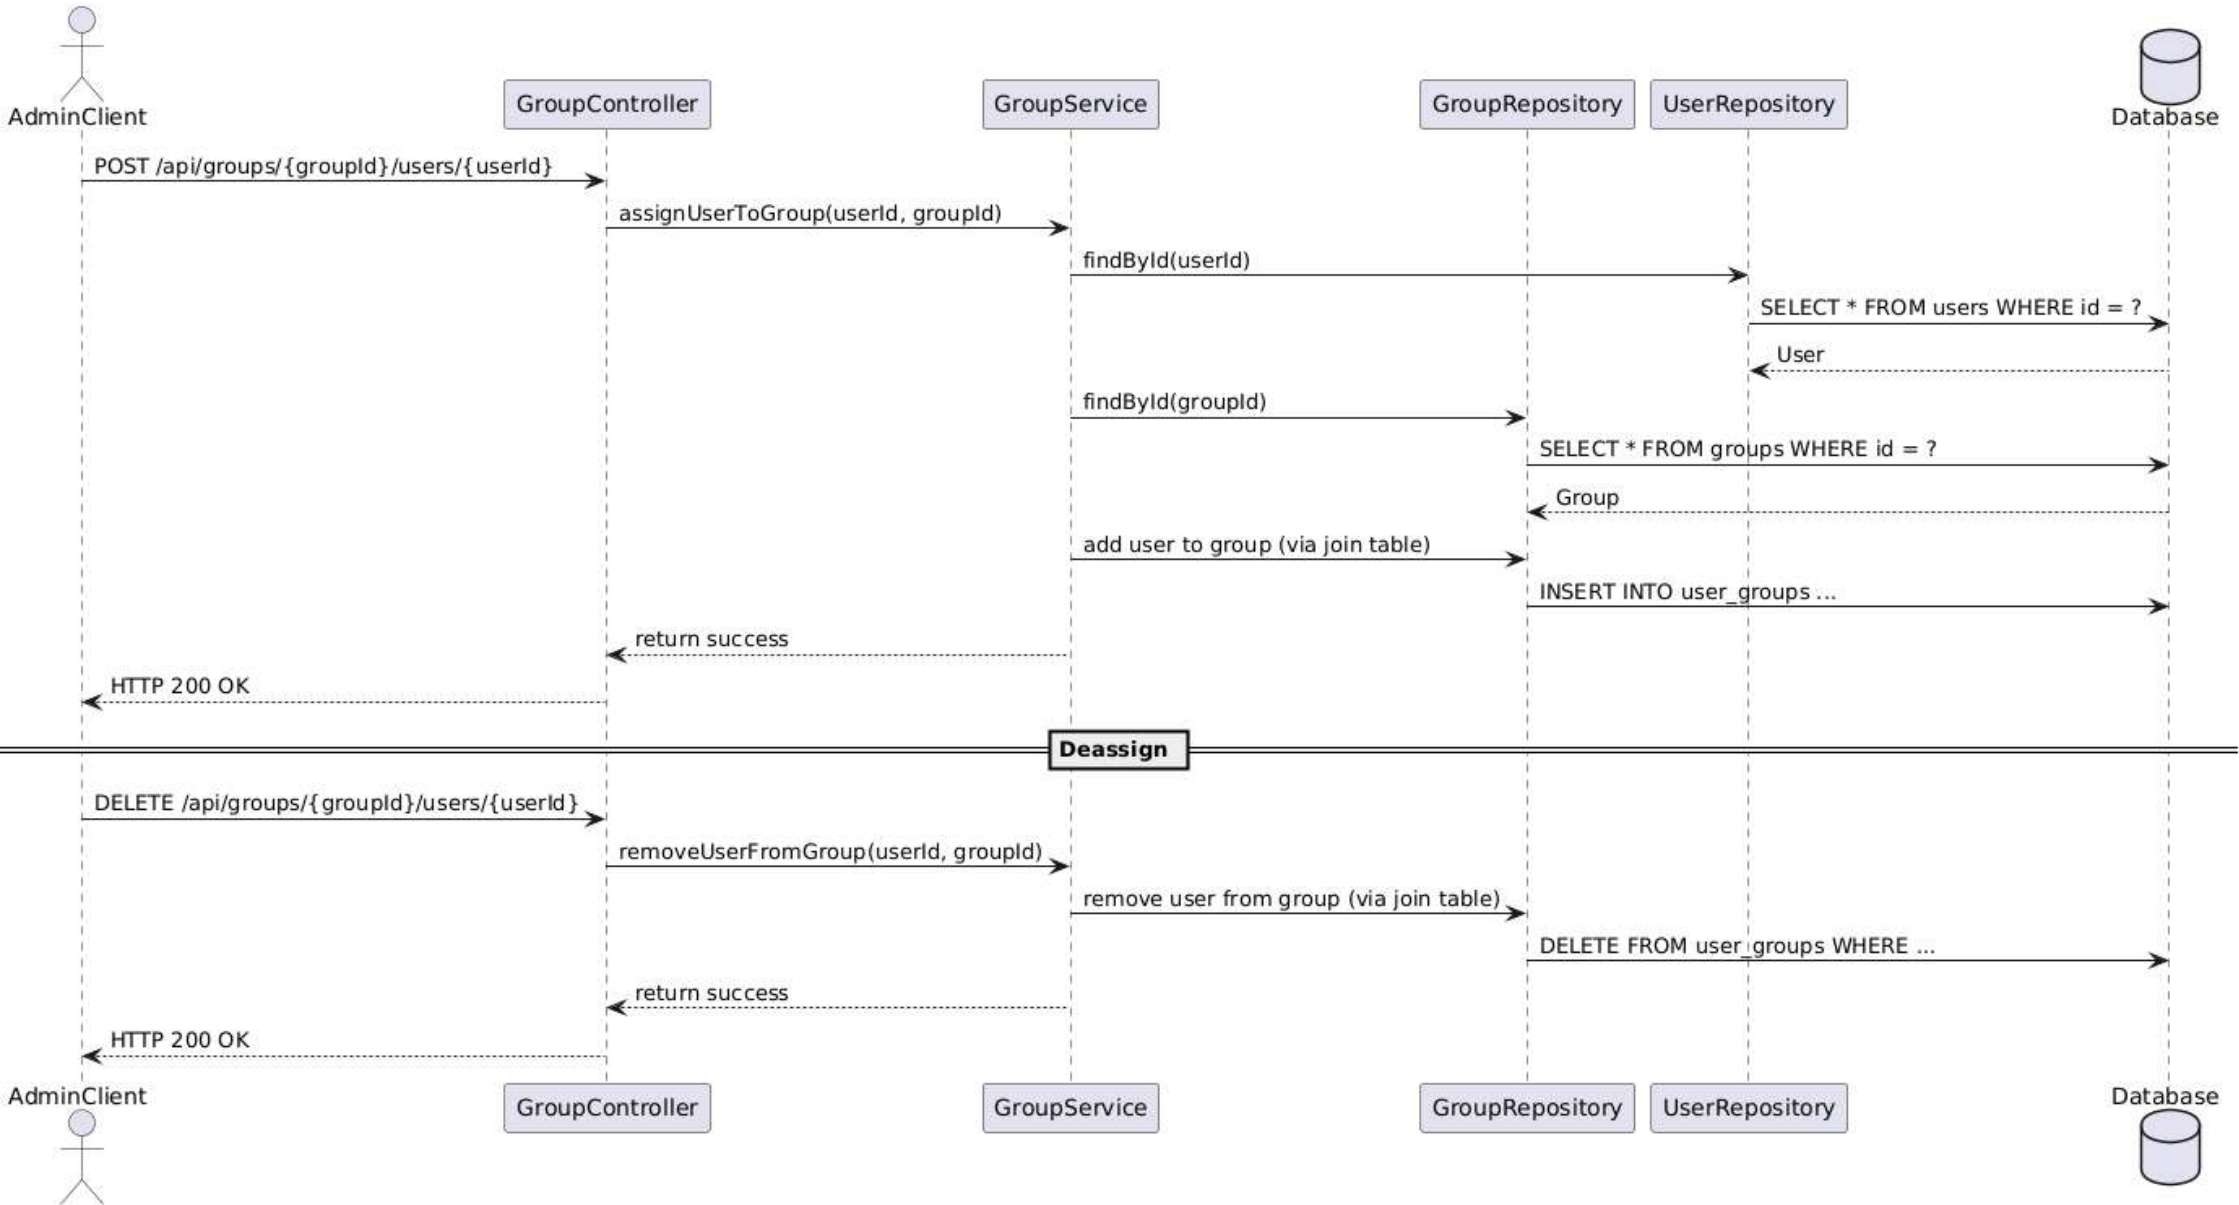 AdminClient
GroupController
GroupService
GroupRepository
UserRepository
Database
POST /api/groups/{groupId}/users/{userId}
assignUserToGroup(userId, groupId)
findById(userId)
SELECT * FROM users WHERE id = ?
User
findById(groupId)
SELECT * FROM groups WHERE id = ?
Group
add user to group (via join table)
INSERT INTO user_groups ...
return success
HTTP 200 OK
Deassign
DELETE /api/groups/{groupId}/users/{userId}
removeUserFromGroup(userId, groupId)
remove user from group (via join table)
DELETE FROM user_groups WHERE ...
return success
HTTP 200 OK
AdminClient
GroupController
GroupService
GroupRepository
UserRepository
Database